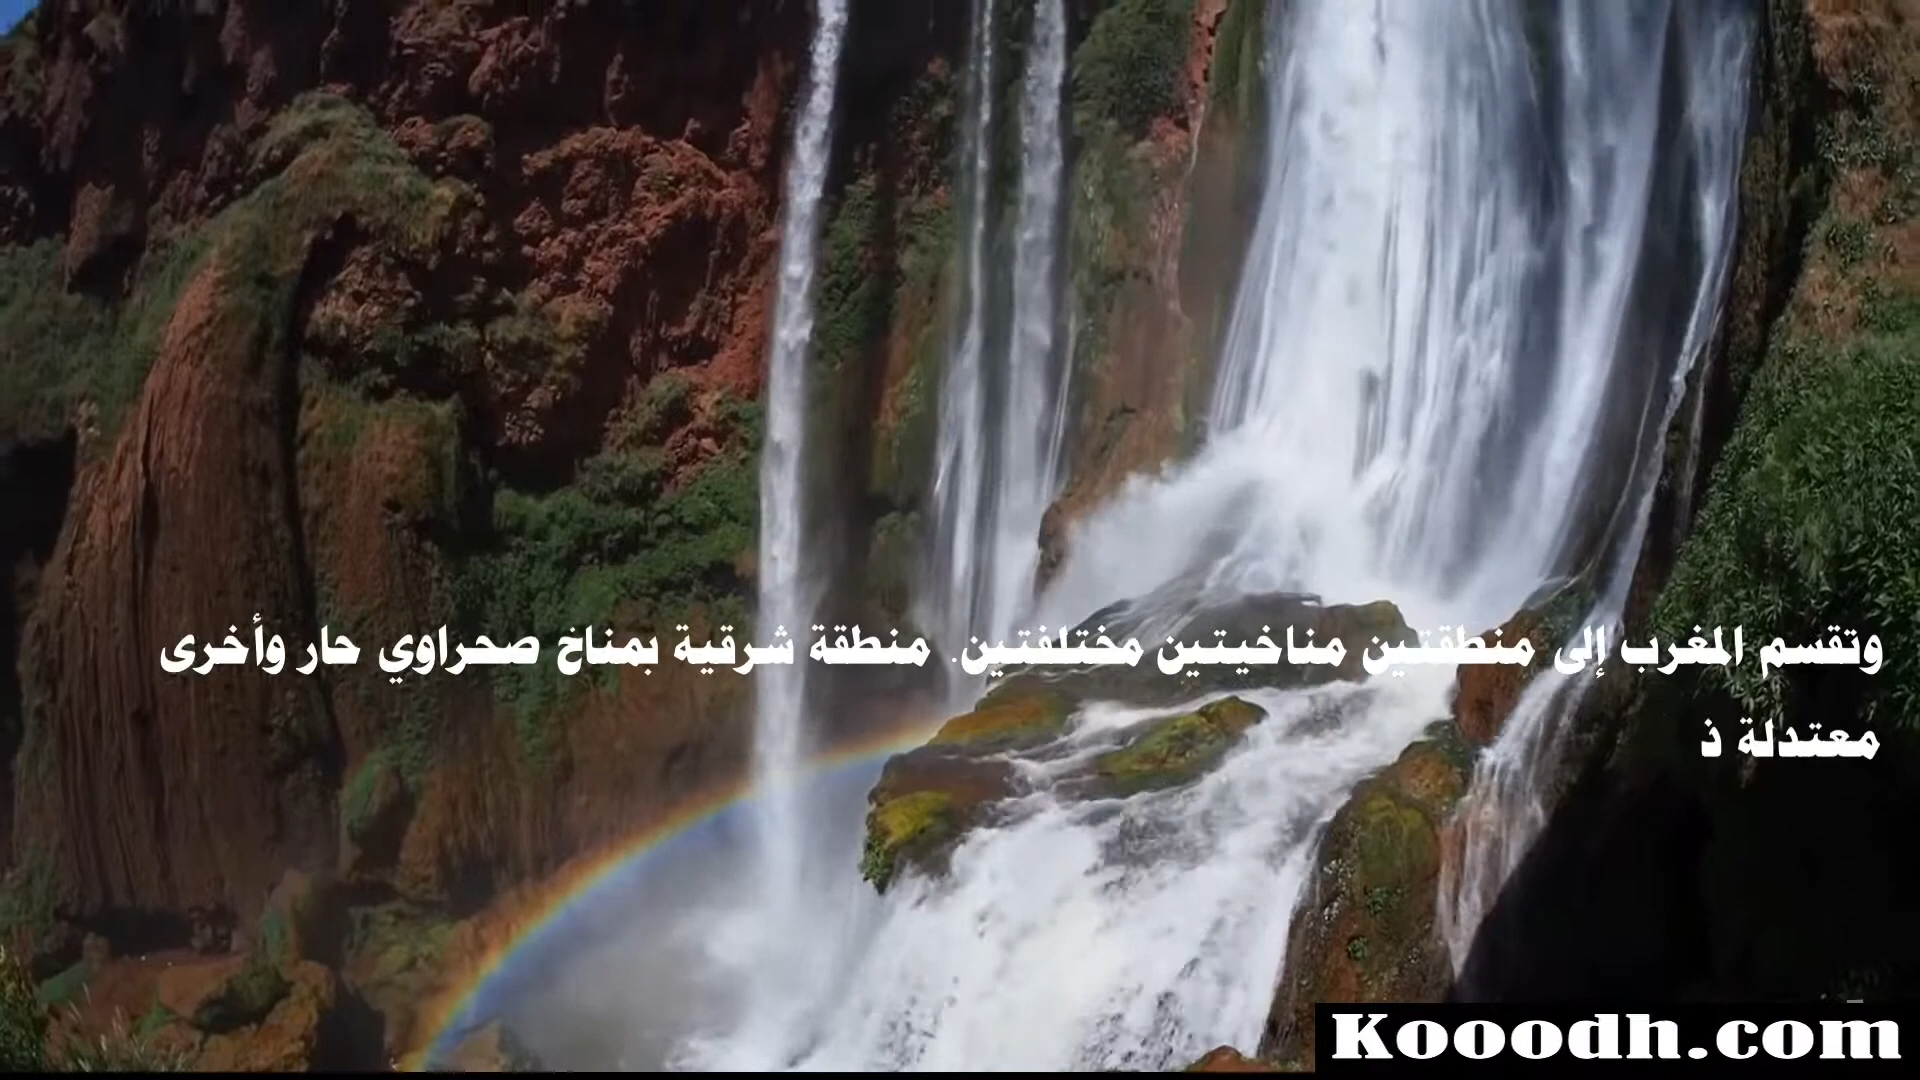 وتقسم المغرب إلى منطقتين مناخيتين مختلفتين. منطقة شرقية بمناخ صحراوي حار وأخرى
معتدلة ذ
Kooodh.com